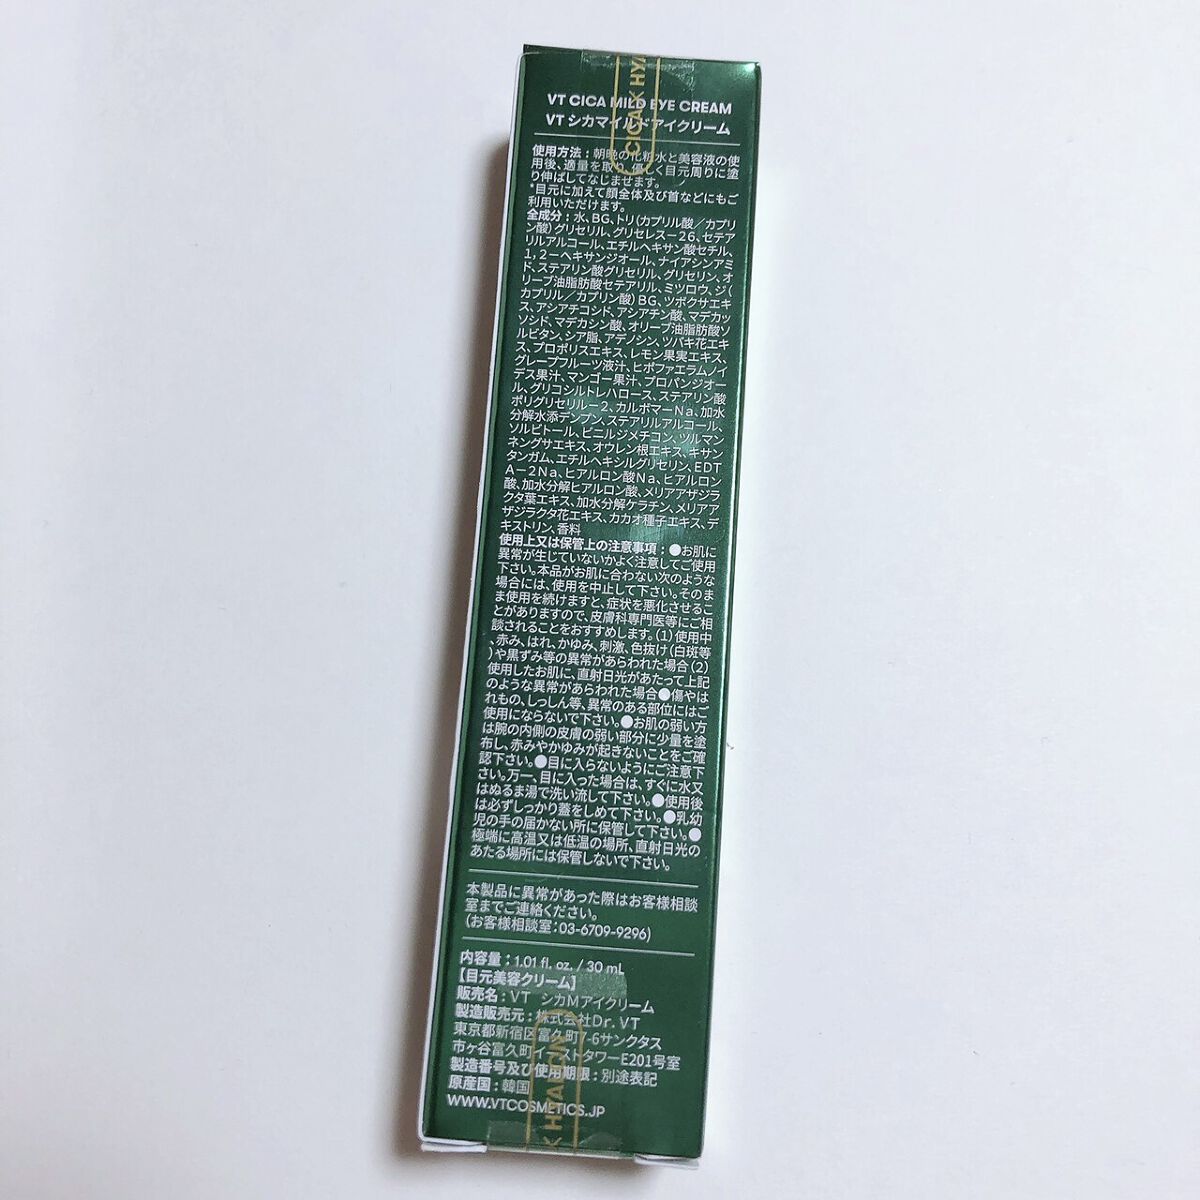 VT CICA MILD EYE CREAM
VT シカマイルドアイクリーム
CICAK HYA
使用方法：朝晩の化粧水と美容液の使
用後、適量を取り、優しく目元周りに塗
り伸ばしてなじませます。
*目元に加えて顔全体及び首などにもご
利用いただけます。
全成分：水、BG、トリ（カプリル酸／カプリ
ン酸）グリセリル、グリセレス－26、セテア
リルアルコール、エチルヘキサン酸セチル、
1,2－ヘキサンジオール、ナイアシンアミ
ド、ステアリン酸グリセリル、グリセリン、オ
リーブ油脂肪酸セテアリル、ミツロウ、ジ（
カプリル／カプリン酸）BG、ツボクサエキ
ス、アシアチコシド、アシアチン酸、マデカッ
ソシド、マデカシン酸、オリーブ油脂肪酸ソ
ルビタン、シア脂、アデノシン、ツバキ花エキ
ス、プロポリスエキス、レモン果実エキス、
グレープフルーツ液汁、ヒポファエラムノイ
デス果汁、マンゴー果汁、プロパンジオー
ル、グリコシルトレハロース、ステアリン酸
ポリグリセリル－2、カルボマーNa、加水
分解水添デンプン、ステアリルアルコール、
ソルビトール、ビニルジメチコン、ツルマン
ネングサエキス、オウレン根エキス、キサン
タンガム、エチルヘキシルグリセリン、EDT
A－2Na、ヒアルロン酸Na、ヒアルロン
酸、加水分解ヒアルロン酸、メリアアザジラ
クタ葉エキス、加水分解ケラチン、メリアア
ザジラクタ花エキス、カカオ種子エキス、デ
キストリン、香料
使用上又は保管上の注意事項：●お肌に
異常が生じていないかよく注意してご使用
下さい。本品がお肌に合わない次のような
場合には、使用を中止して下さい。そのま
ま使用を続けますと、症状を悪化させるこ
とがありますので、皮膚科専門医等にご相
談されることをおすすめします。（1）使用中
、赤み、はれ、かゆみ、刺激、色抜け（白斑等
）や黒ずみ等の異常があらわれた場合（2）
使用したお肌に、直射日光があたって上記
のような異常があらわれた場合●傷やは
れもの、しっしん等、異常のある部位にはご
使用にならないで下さい。●お肌の弱い方
は腕の内側の皮膚の弱い部分に少量を塗
布し、赤みやかゆみが起きないことをご確
認下さい。●目に入らないようにご注意下
さい。万一、目に入った場合は、すぐに水又
はぬるま湯で洗い流して下さい。●使用後
は必ずしっかり蓋をしめて下さい。●乳幼
児の手の届かない所に保管して下さい。●
極端に高温又は低温の場所、直射日光の
あたる場所には保管しないで下さい。
本製品に異常があった際はお客様相談
室までご連絡ください。
(お客様相談室：03-6709-9296)
内容量：1.01 fl. oz. / 30 mL
【目元美容クリーム】
販売名：VT シカMアイクリーム
製造販売元：株式会社Dr. VT
東京都新宿区富久町7-6サンクタス
市ヶ谷富久町イーストタワーE201号室
製造番号及び使用期限：別途表記
原産国：韓国
WWW.VTCOSMETICS.JP
K HYALON